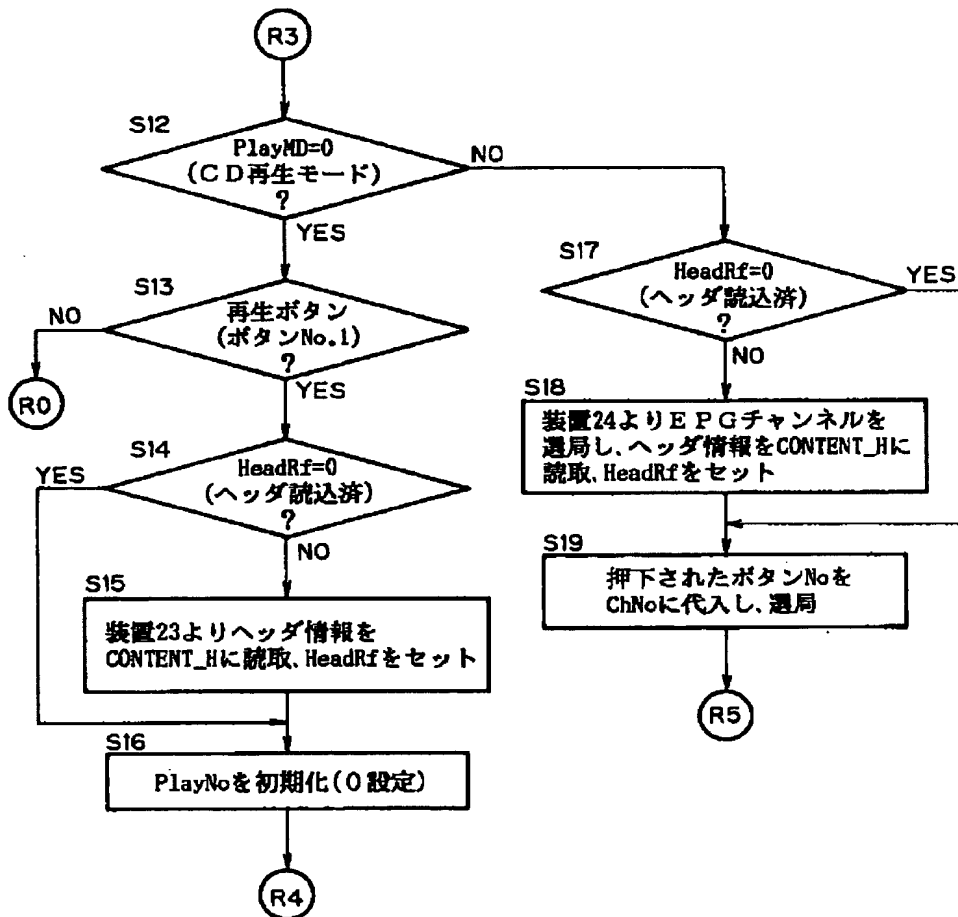 R3
S12
PlayMD=0
(CD再生モード)
?
NO
YES
S13
再生ボタン
(ボタンNo.1)
?
NO
R0
YES
S14
HeadRf=0
(ヘッダ読込済)
?
YES
NO
S15
装置23よりヘッダ情報を
CONTENT_Hに読取、HeadRfをセット
S16
PlayNoを初期化(0設定)
R4
S17
HeadRf=0
(ヘッダ読込済)
?
YES
NO
S18
装置24よりEPGチャンネルを
選局し、ヘッダ情報をCONTENT_Hに
読取、HeadRfをセット
S19
押下されたボタンNoを
ChNoに代入し、選局
R5